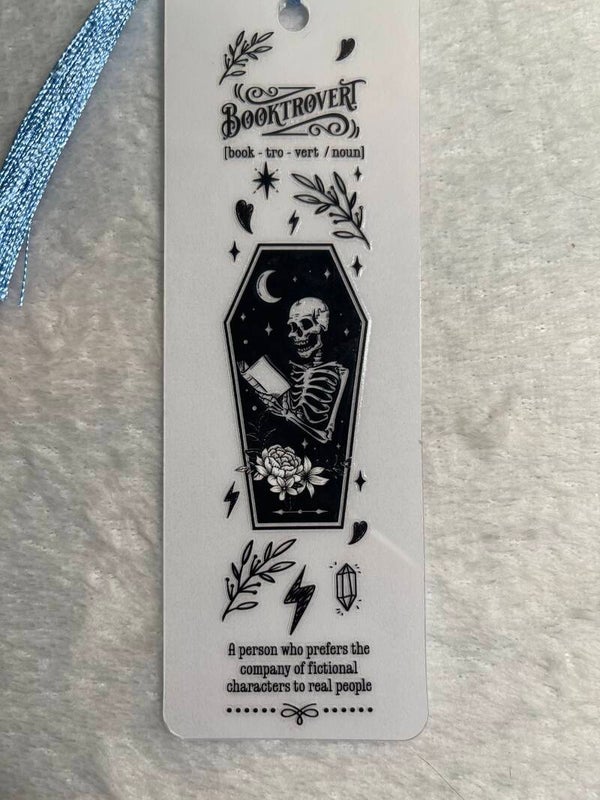 BOOKTROVERT
[book - tro - vert / noun]
A person who prefers the
company of fictional
characters to real people